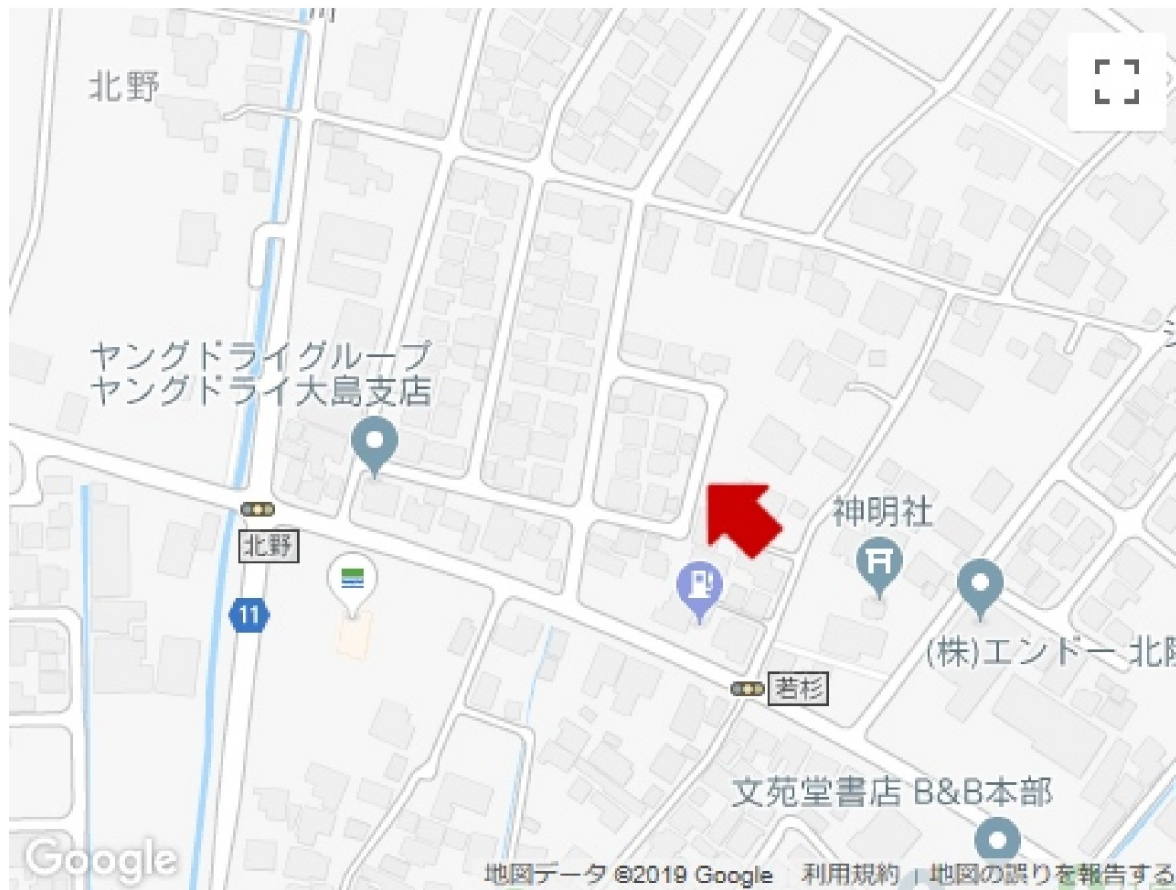 北野
ヤングドライグループ
ヤングドライ大島支店
神明社
北野
11
(株)エンドー 北陸
若杉
文苑堂書店 B&B本部
Google
地図データ ©2019 Google 利用規約 地図の誤りを報告する